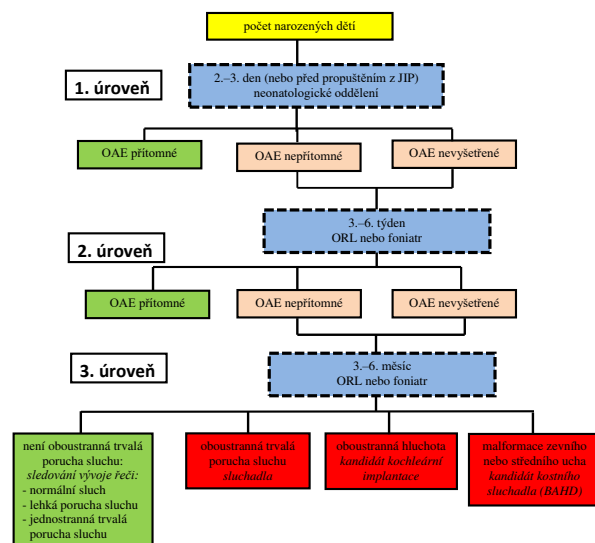 počet narozených dětí
1. úroveň
2.–3. den (nebo před propuštěním z JIP)
neonatologické oddělení
OAE přítomné
OAE nepřítomné
OAE nevyšetřené
3.–6. týden
ORL nebo foniatr
2. úroveň
OAE přítomné
OAE nepřítomné
OAE nevyšetřené
3. úroveň
3.–6. měsíc
ORL nebo foniatr
není oboustranná trvalá
porucha sluchu:
sledování vývoje řeči:
- normální sluch
- lehká porucha sluchu
- jednostranná trvalá
porucha sluchu
oboustranná trvalá
porucha sluchu
sluchadla
oboustranná hluchota
kandidát kochleární
implantace
malformace zevního
nebo středního ucha
kandidát kostního
sluchadla (BAHD)